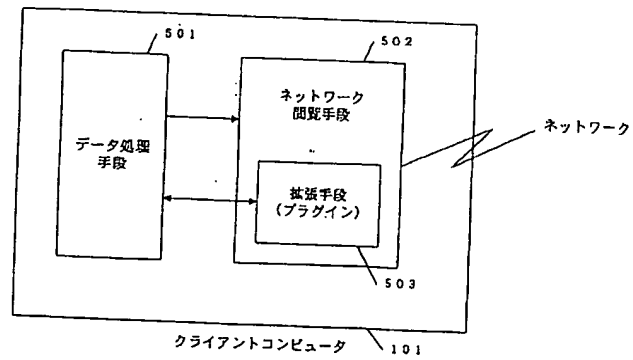 501
502
ネットワーク
閲覧手段
ネットワーク
データ処理
手段
拡張手段
(プラグイン)
503
クライアントコンピュータ
101